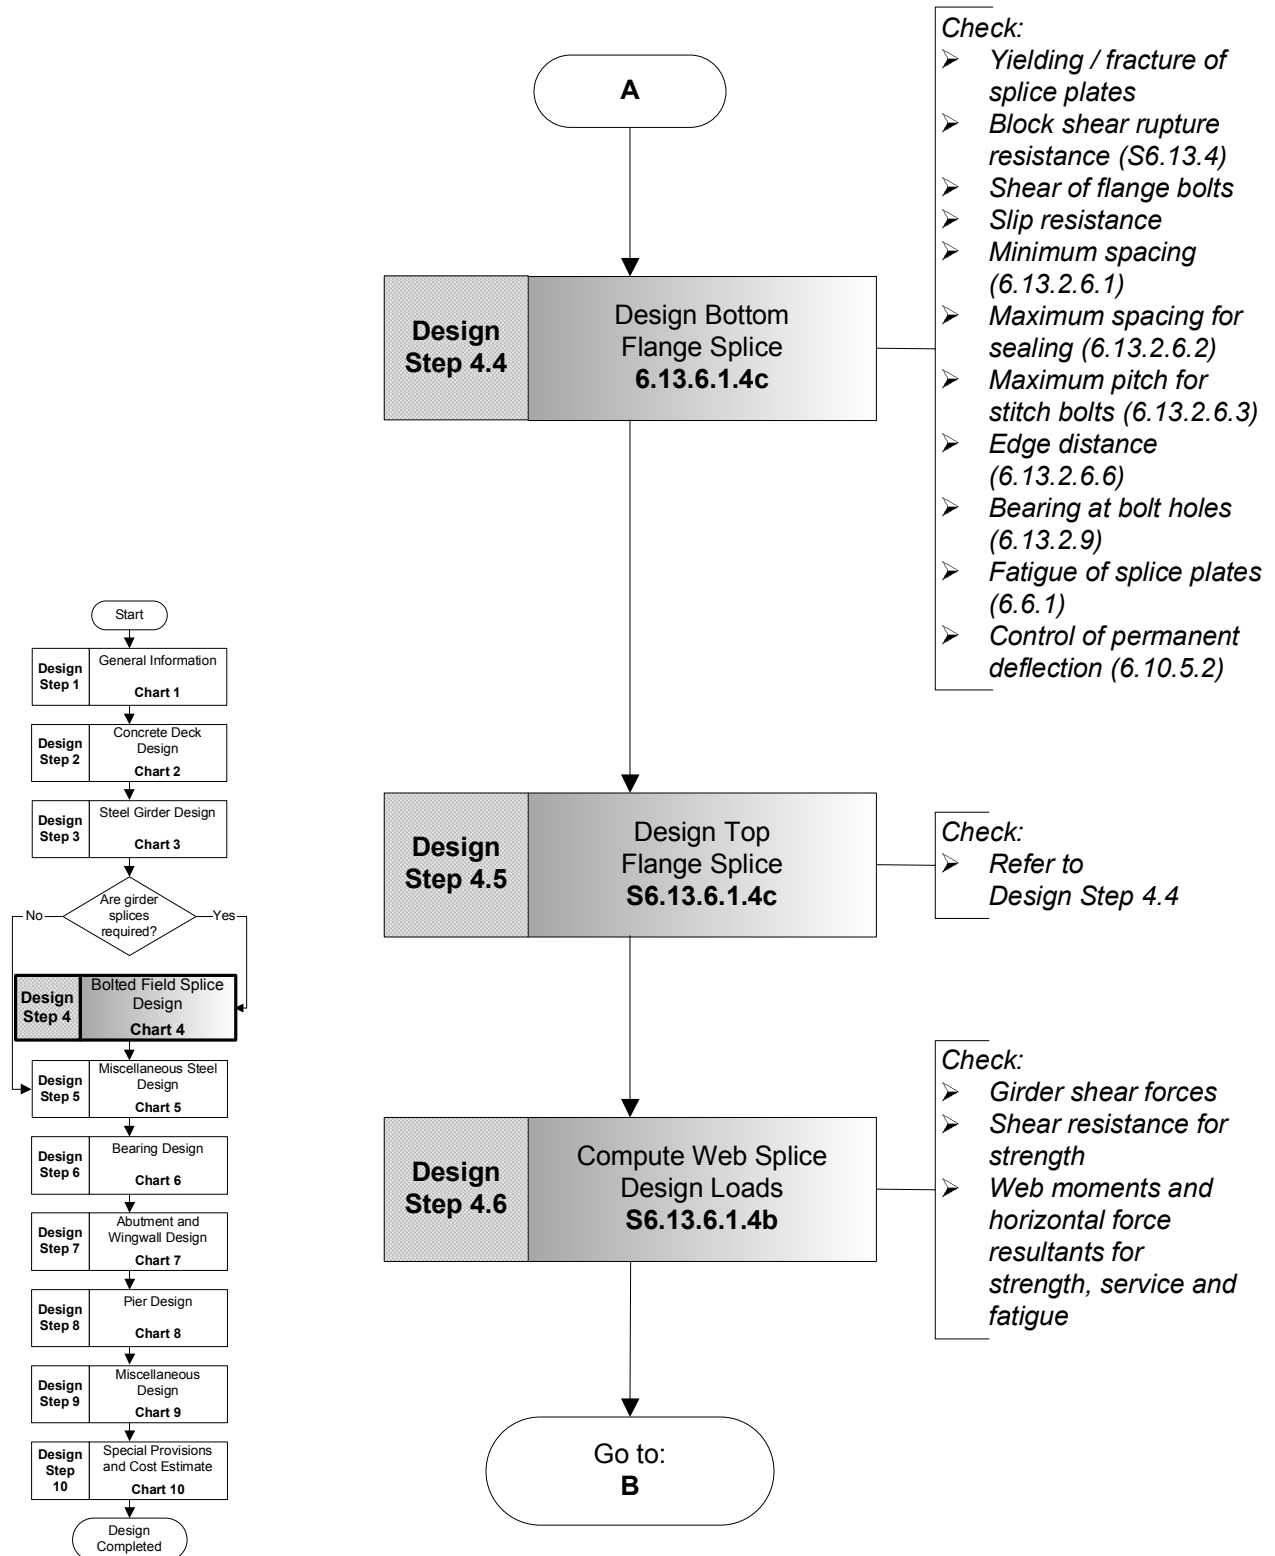 A
Design
Step 4.4
Design Bottom
Flange Splice
6.13.6.1.4c
Check:
➢ Yielding / fracture of
splice plates
➢ Block shear rupture
resistance (S6.13.4)
➢ Shear of flange bolts
➢ Slip resistance
➢ Minimum spacing
(6.13.2.6.1)
➢ Maximum spacing for
sealing (6.13.2.6.2)
➢ Maximum pitch for
stitch bolts (6.13.2.6.3)
➢ Edge distance
(6.13.2.6.6)
➢ Bearing at bolt holes
(6.13.2.9)
➢ Fatigue of splice plates
(6.6.1)
➢ Control of permanent
deflection (6.10.5.2)
Design
Step 4.5
Design Top
Flange Splice
S6.13.6.1.4c
Check:
➢ Refer to
Design Step 4.4
Design
Step 4.6
Compute Web Splice
Design Loads
S6.13.6.1.4b
Check:
➢ Girder shear forces
➢ Shear resistance for
strength
➢ Web moments and
horizontal force
resultants for
strength, service and
fatigue
Go to:
B
Start
Design
Step 1
General Information
Chart 1
Design
Step 2
Concrete Deck
Design
Chart 2
Design
Step 3
Steel Girder Design
Chart 3
Are girder
splices
required?
No
Yes
Design
Step 4
Bolted Field Splice
Design
Chart 4
Design
Step 5
Miscellaneous Steel
Design
Chart 5
Design
Step 6
Bearing Design
Chart 6
Design
Step 7
Abutment and
Wingwall Design
Chart 7
Design
Step 8
Pier Design
Chart 8
Design
Step 9
Miscellaneous
Design
Chart 9
Design
Step
10
Special Provisions
and Cost Estimate
Chart 10
Design
Completed